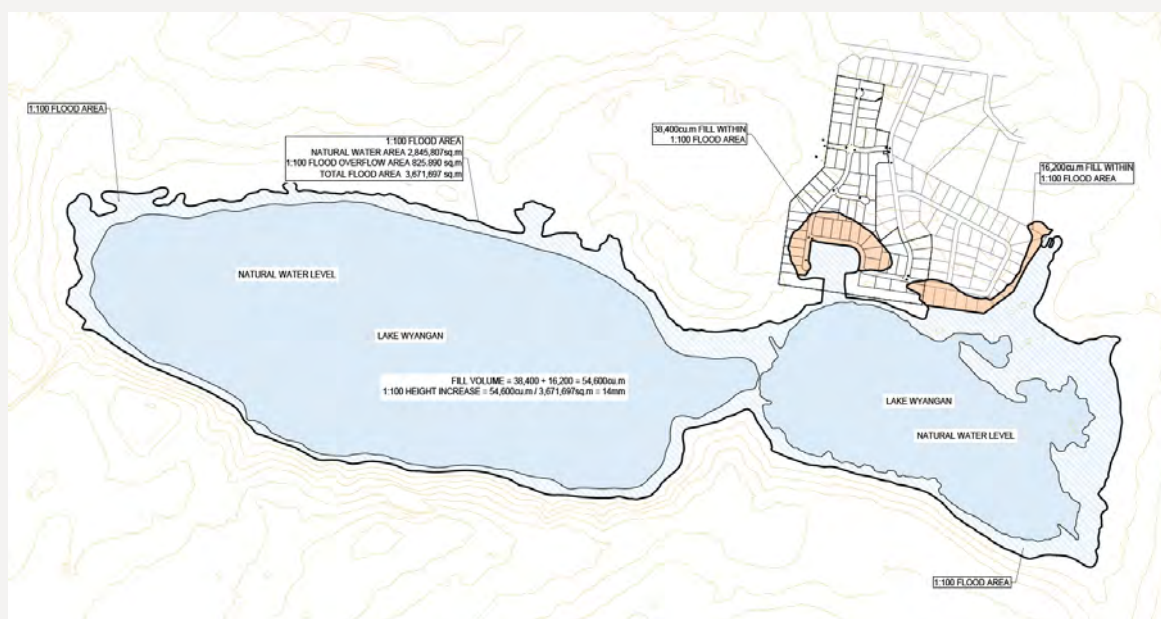 1:100 FLOOD AREA
1:100 FLOOD AREA
NATURAL WATER AREA 2,845,807sq.m
1:100 FLOOD OVERFLOW AREA 825,890 sq.m
TOTAL FLOOD AREA 3,671,697 sq.m
38,400cu.m FILL WITHIN
1:100 FLOOD AREA
16,200cu.m FILL WITHIN
1:100 FLOOD AREA
NATURAL WATER LEVEL
LAKE WYANGAN
FILL VOLUME = 38,400 + 16,200 = 54,600cu.m
1:100 HEIGHT INCREASE = 54,600cu.m / 3,671,697sq.m = 14mm
LAKE WYANGAN
NATURAL WATER LEVEL
1:100 FLOOD AREA